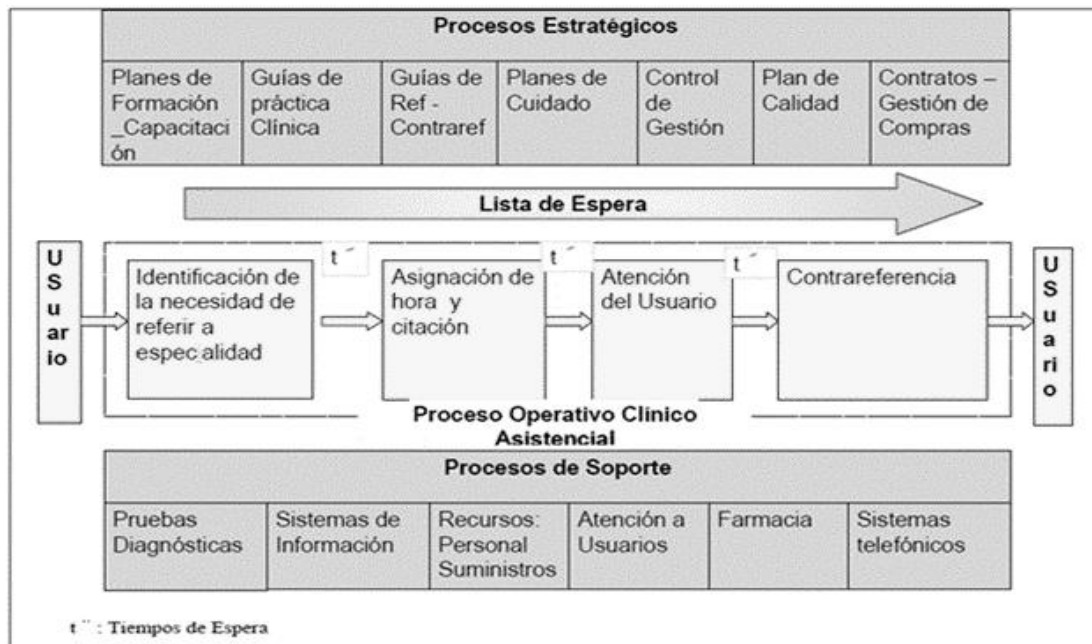 Procesos Estratégicos
Planes de
Formación
_Capacitaci
ón
Guías de
práctica
Clínica
Guías de
Ref -
Contraref
Planes de
Cuidado
Control
de
Gestión
Plan de
Calidad
Contratos –
Gestión de
Compras
Lista de Espera
U
S
u
ar
io
Identificación de
la necesidad de
referir a
especialidad
t ´´
Asignación de
hora y
citación
t ´´
Atención
del Usuario
t ´´
Contrareferencia
U
S
u
a
ri
o
Proceso Operativo Clínico
Asistencial
Procesos de Soporte
Pruebas
Diagnósticas
Sistemas de
Información
Recursos:
Personal
Suministros
Atención a
Usuarios
Farmacia
Sistemas
telefónicos
t ¨ : Tiempos de Espera